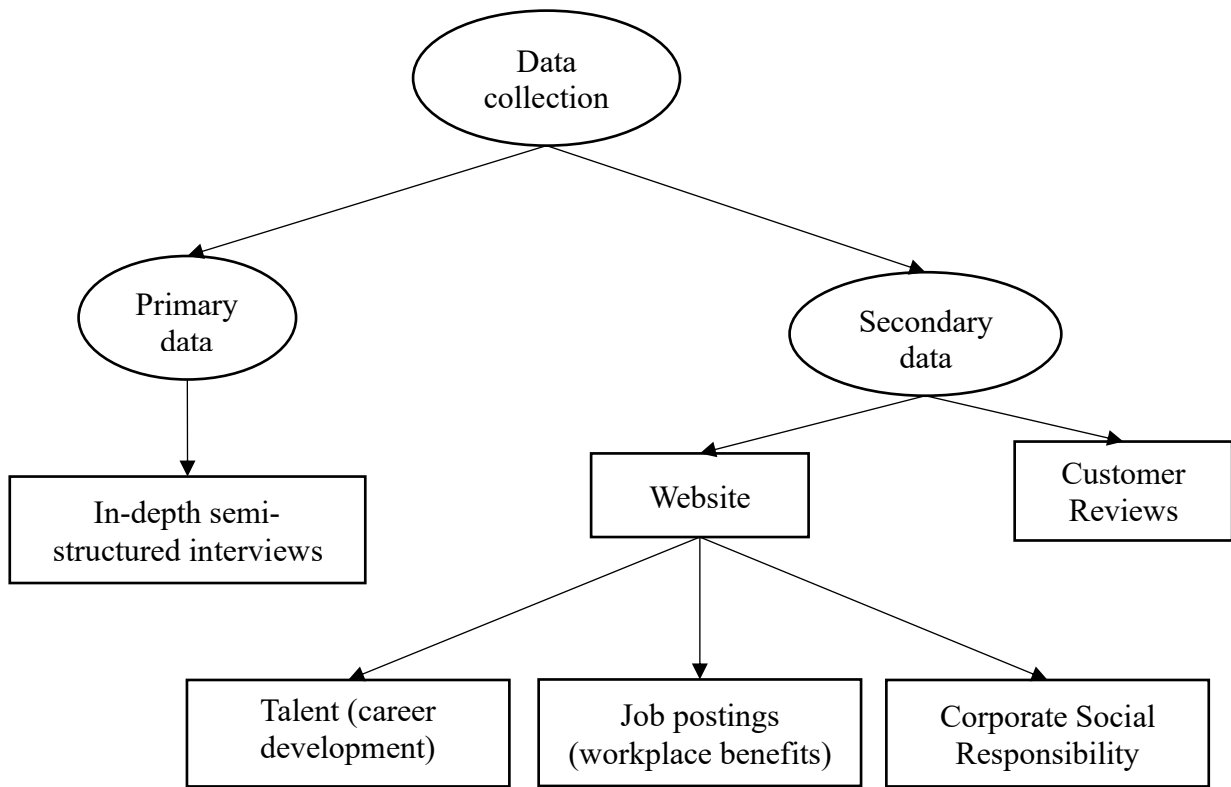 Data
collection
Primary
data
Secondary
data
In-depth semi-
structured interviews
Website
Customer
Reviews
Talent (career
development)
Job postings
(workplace benefits)
Corporate Social
Responsibility